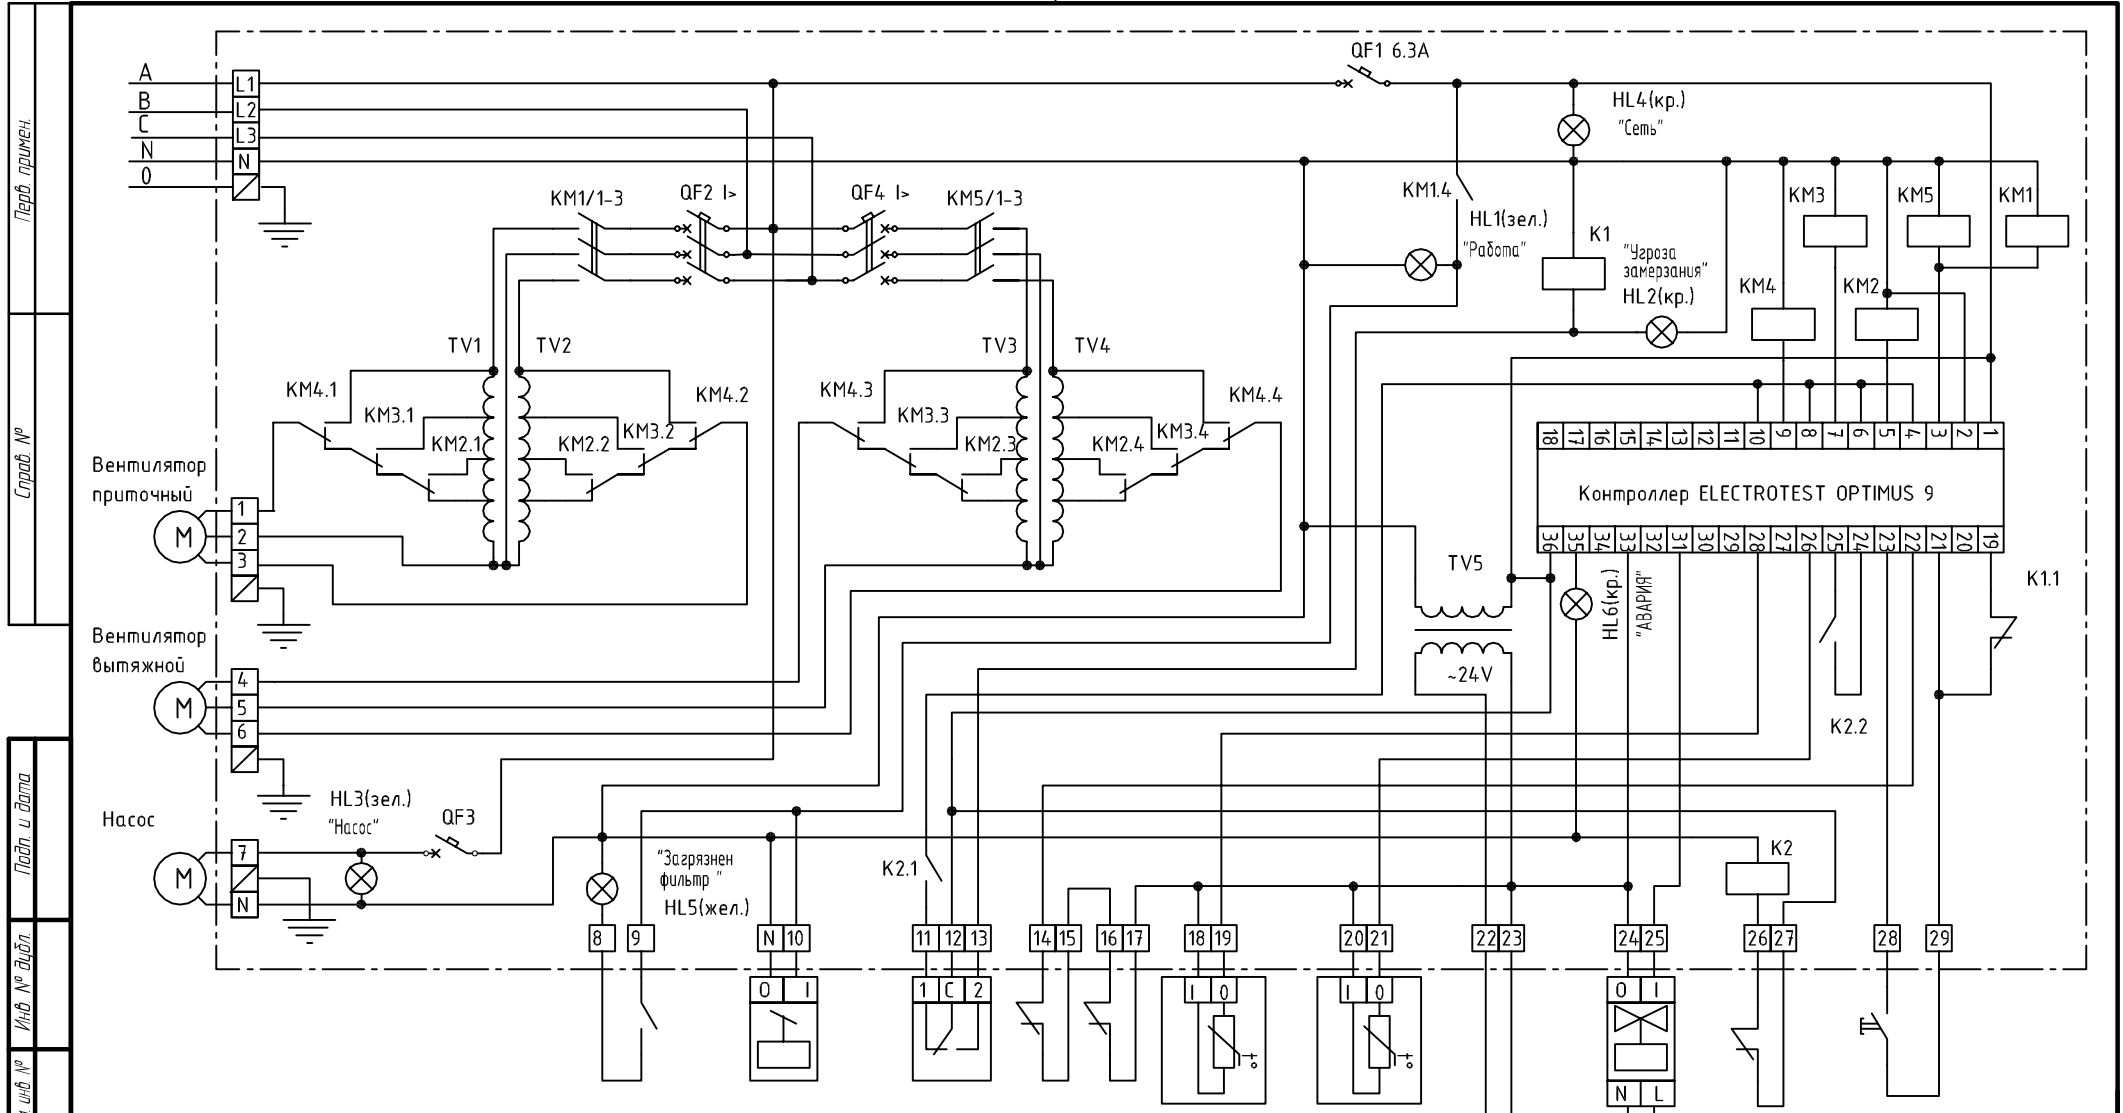 QF1 6.3A
A
B
C
N
0
L1
L2
L3
N
HL4(кр.)
"Сеть"
KM1/1-3
QF2 I>
QF4 I>
KM5/1-3
KM1.4
HL1(зел.)
"Работа"
K1
"Угроза
замерзания"
HL2(кр.)
KM3
KM5
KM1
KM4
KM2
TV1
TV2
TV3
TV4
KM4.1
KM3.1
KM2.1
KM2.2
KM3.2
KM4.2
KM4.3
KM3.3
KM2.3
KM2.4
KM3.4
KM4.4
18 17 16 15 14 13 12 11 10 9 8 7 6 5 4 3 2 1
Контроллер ELECTROTEST OPTIMUS 9
36 35 34 33 32 31 30 29 28 27 26 25 24 23 22 21 20 19
Вентилятор
приточный
M
1
2
3
TV5
~24V
HL6(кр.)
"АВАРИЯ"
K1.1
K2.2
Вентилятор
вытяжной
M
4
5
6
Насос
M
HL3(зел.)
"Насос"
QF3
7
N
"Загрязнен
фильтр "
HL5(жел.)
K2.1
K2
8 9 N 10 11 12 13 14 15 16 17 18 19 20 21 22 23 24 25 26 27 28 29
O I
1 C 2
I 0
t°
I 0
t°
O I
N L
Перв. примен.
Справ. №
Подп. и дата
Инв. № дубл.
инв. №